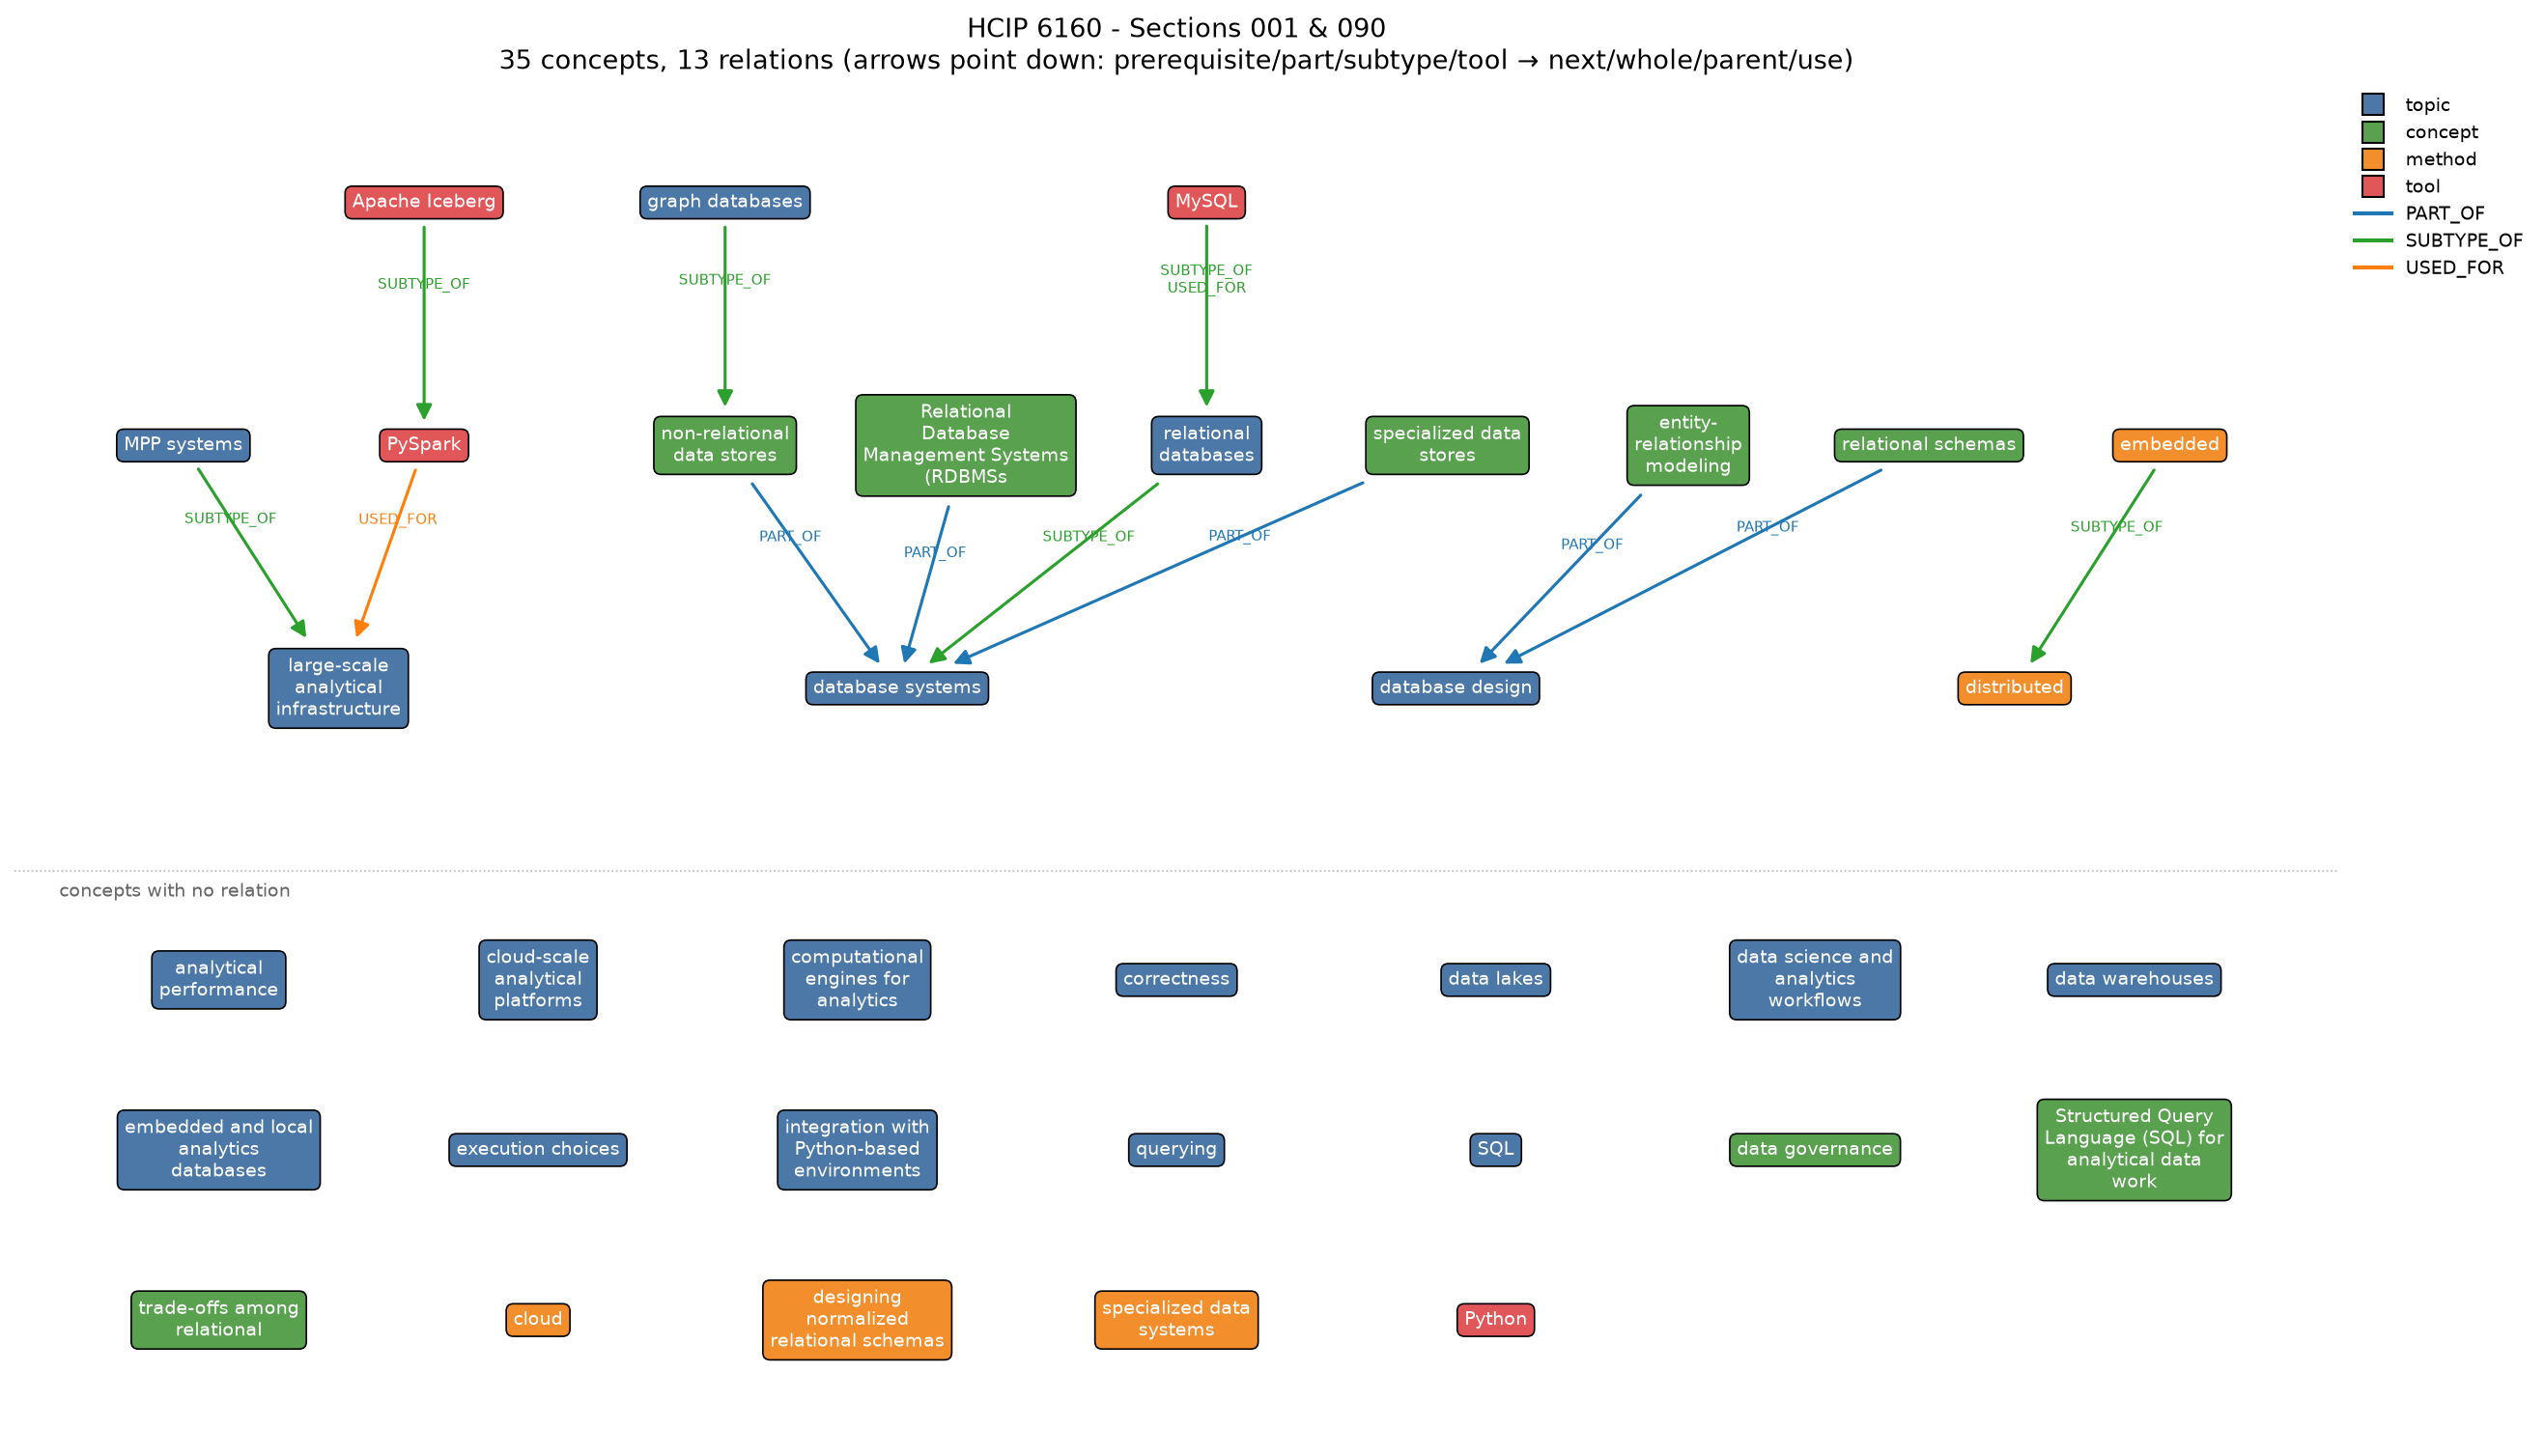 HCIP 6160 - Sections 001 & 090
35 concepts, 13 relations (arrows point down: prerequisite/part/subtype/tool → next/whole/parent/use)
topic
concept
method
tool
PART_OF
SUBTYPE_OF
USED_FOR
Apache Iceberg
graph databases
MySQL
SUBTYPE_OF
SUBTYPE_OF
SUBTYPE_OF
USED_FOR
MPP systems
PySpark
non-relational
data stores
Relational
Database
Management Systems
(RDBMSs
relational
databases
specialized data
stores
entity-
relationship
modeling
relational schemas
embedded
SUBTYPE_OF
USED_FOR
PART_OF
PART_OF
SUBTYPE_OF
PART_OF
PART_OF
PART_OF
SUBTYPE_OF
large-scale
analytical
infrastructure
database systems
database design
distributed
concepts with no relation
analytical
performance
cloud-scale
analytical
platforms
computational
engines for
analytics
correctness
data lakes
data science and
analytics
workflows
data warehouses
embedded and local
analytics
databases
execution choices
integration with
Python-based
environments
querying
SQL
data governance
Structured Query
Language (SQL) for
analytical data
work
trade-offs among
relational
cloud
designing
normalized
relational schemas
specialized data
systems
Python